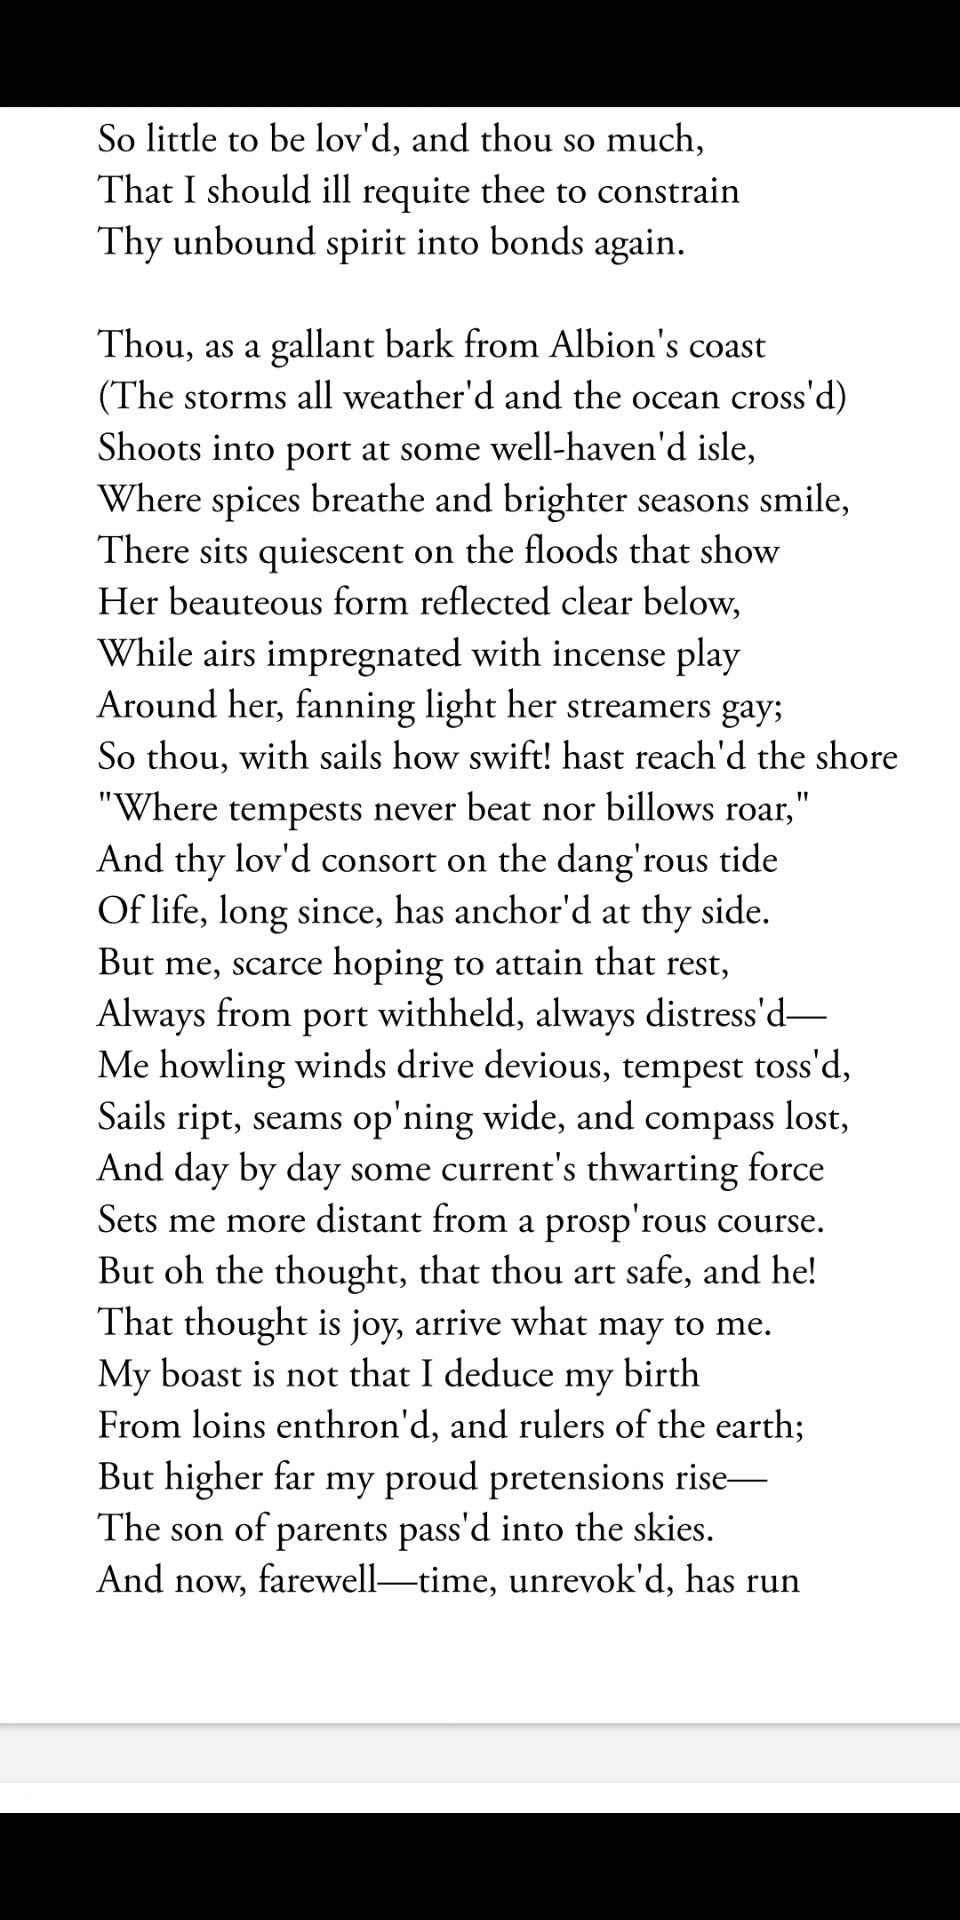 So little to be lov'd, and thou so much,
That I should ill requite thee to constrain
Thy unbound spirit into bonds again.

Thou, as a gallant bark from Albion's coast
(The storms all weather'd and the ocean cross'd)
Shoots into port at some well-haven'd isle,
Where spices breathe and brighter seasons smile,
There sits quiescent on the floods that show
Her beauteous form reflected clear below,
While airs impregnated with incense play
Around her, fanning light her streamers gay;
So thou, with sails how swift! hast reach'd the shore
"Where tempests never beat nor billows roar,"
And thy lov'd consort on the dang'rous tide
Of life, long since, has anchor'd at thy side.
But me, scarce hoping to attain that rest,
Always from port withheld, always distress'd—
Me howling winds drive devious, tempest toss'd,
Sails ript, seams op'ning wide, and compass lost,
And day by day some current's thwarting force
Sets me more distant from a prosp'rous course.
But oh the thought, that thou art safe, and he!
That thought is joy, arrive what may to me.
My boast is not that I deduce my birth
From loins enthron'd, and rulers of the earth;
But higher far my proud pretensions rise—
The son of parents pass'd into the skies.
And now, farewell—time, unrevok'd, has run